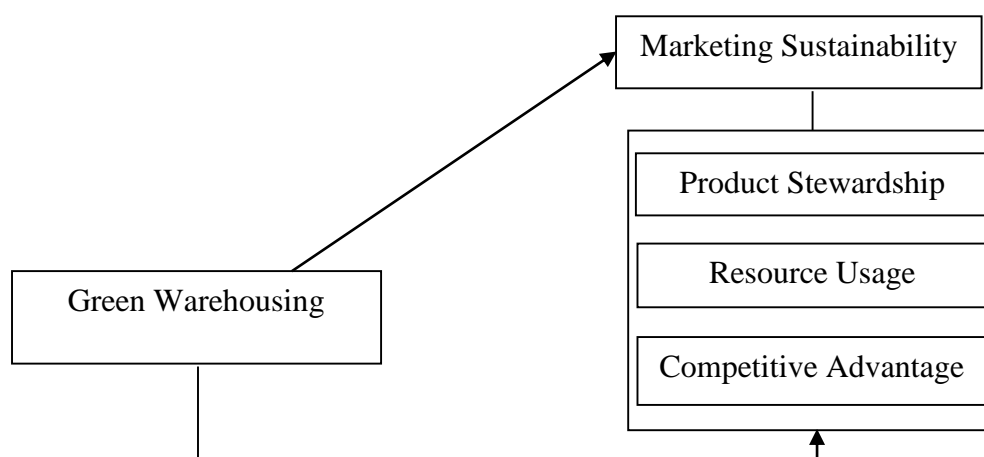 Marketing Sustainability
Product Stewardship
Resource Usage
Green Warehousing
Competitive Advantage